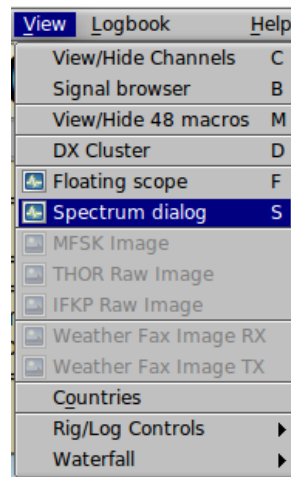 View Logbook Help
View/Hide Channels C
Signal browser B
View/Hide 48 macros M
DX Cluster D
Floating scope F
Spectrum dialog S
MFSK Image
THOR Raw Image
IFKP Raw Image
Weather Fax Image RX
Weather Fax Image TX
Countries
Rig/Log Controls
Waterfall